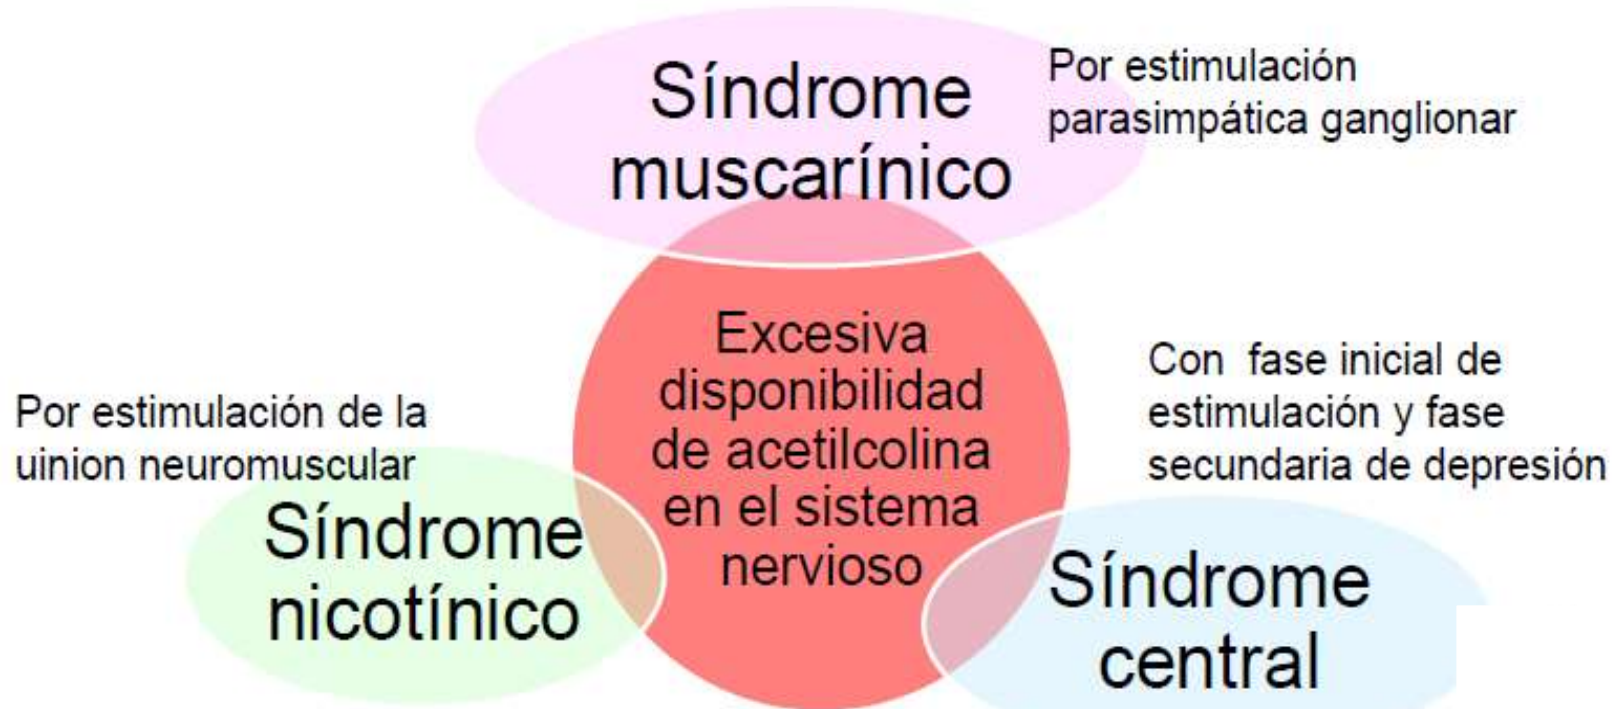 Síndrome
muscarínico
Por estimulación
parasimpática ganglionar
Excesiva
disponibilidad
de acetilcolina
en el sistema
nervioso
Por estimulación de la
uinion neuromuscular
Síndrome
nicotínico
Con  fase inicial de
estimulación y fase
secundaria de depresión
Síndrome
central